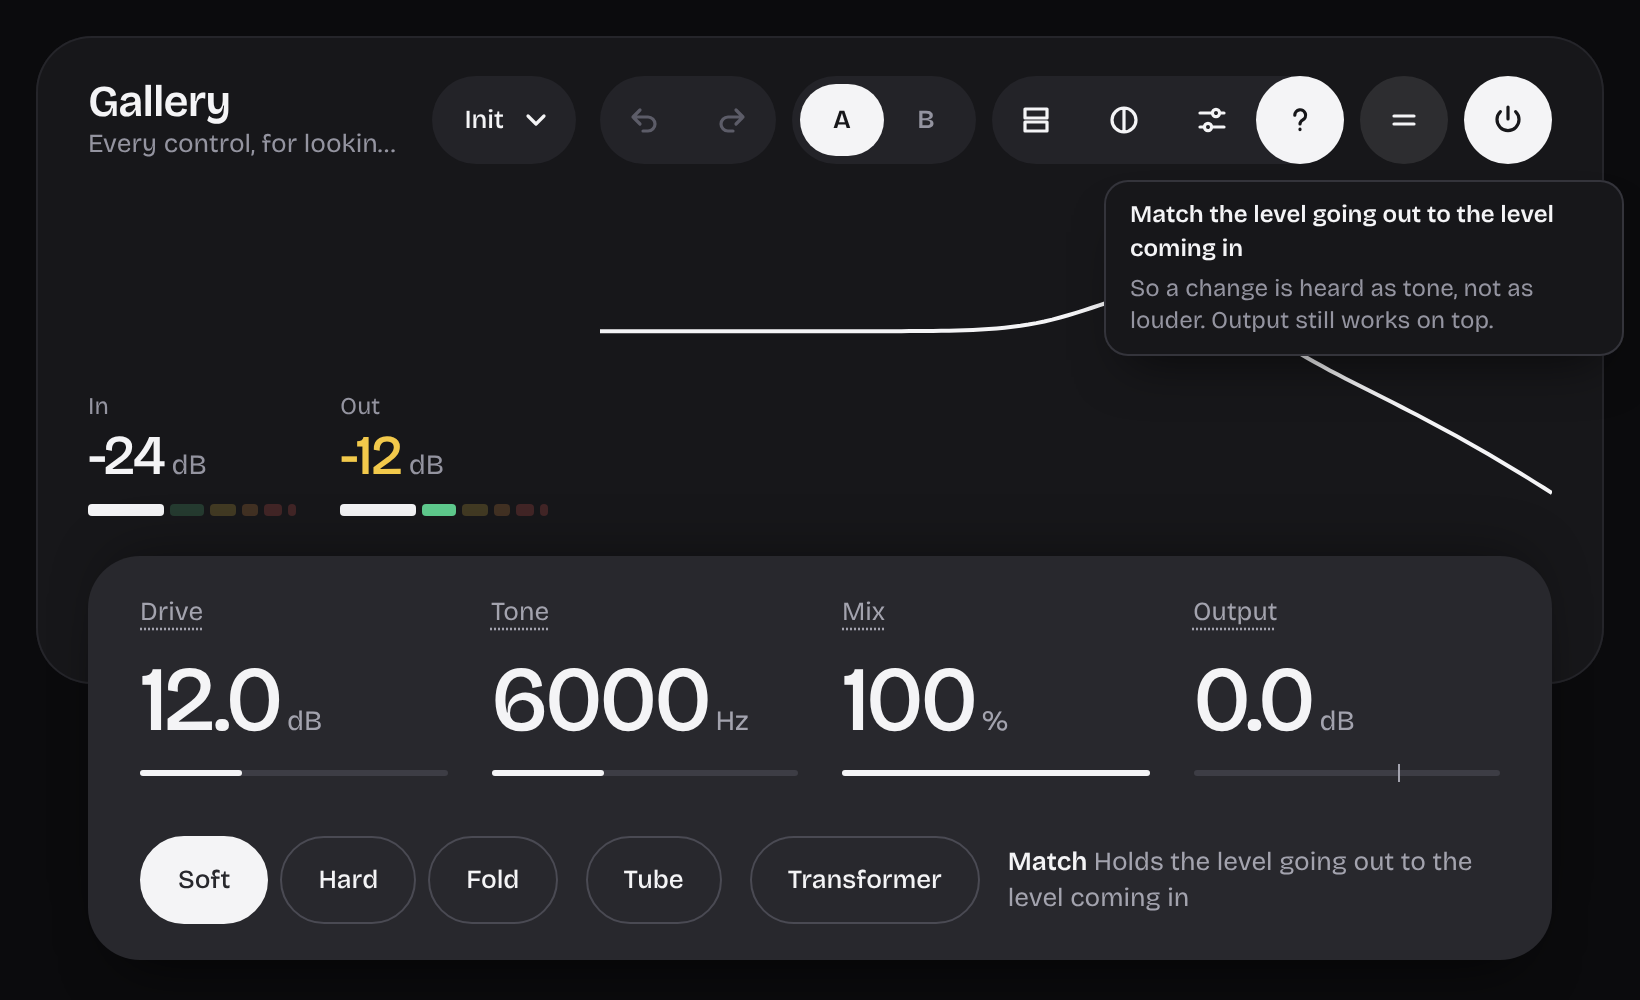 Gallery
Every control, for lookin...
Init
A
B
?
Match the level going out to the level
coming in
So a change is heard as tone, not as
louder. Output still works on top.
In
-24 dB
Out
-12 dB
Drive
12.0 dB
Tone
6000 Hz
Mix
100 %
Output
0.0 dB
Soft
Hard
Fold
Tube
Transformer
Match Holds the level going out to the
level coming in